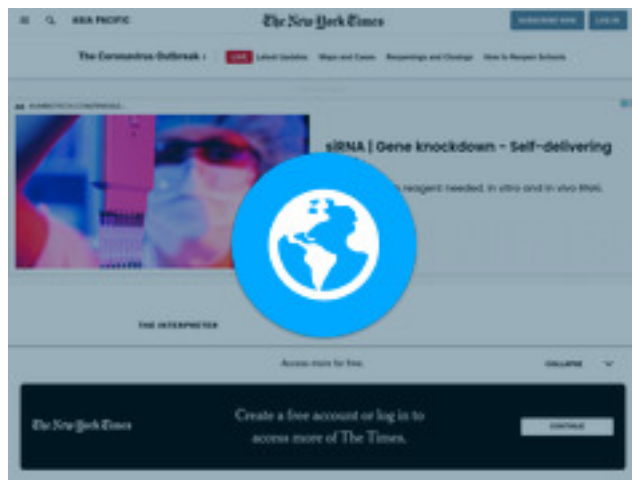 ASIA PACIFIC
The New York Times
SUBSCRIBE NOW
LOG IN
The Coronavirus Outbreak ›
LIVE
Latest Updates
Maps and Cases
Reopenings and Closings
How to Reopen Schools
siRNA | Gene knockdown - Self-delivering
reagent needed. In vitro and in vivo RNAi.
THE INTERPRETER
Access more for free.
COLLAPSE
The New York Times
Create a free account or log in to
access more of The Times.
CONTINUE